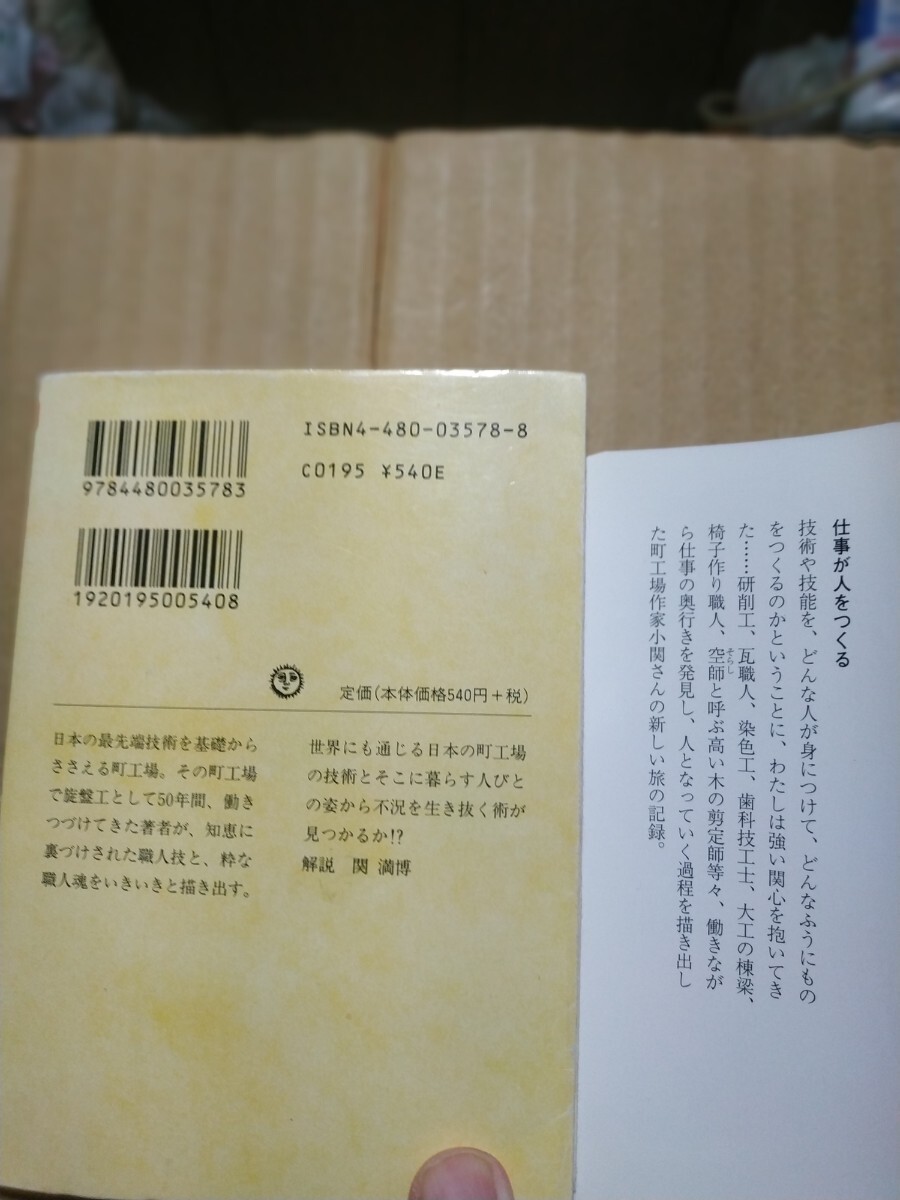 ISBN4-480-03578-8
C0195 ¥540E
9784480035783
1920195005408
定価(本体価格540円+税)
日本の最先端技術を基礎から
ささえる町工場。その町工場
で旋盤工として50年間、働き
つづけてきた著者が、知恵に
裏づけされた職人技と、粋な
職人魂をいきいきと描き出す。
世界にも通じる日本の町工場
の技術とそこに暮らす人びと
の姿から不況を生き抜く術が
見つかるか!?
解説 関 満博
仕事が人をつくる
技術や技能を、どんな人が身につけて、どんなふうにもの
をつくるのかということに、わたしは強い関心を抱いてき
た……研削工、瓦職人、染色工、歯科技工士、大工の棟梁、
椅子作り職人、空師と呼ぶ高い木の剪定師等々、働きなが
そらし
ら仕事の奥行きを発見し、人となっていく過程を描き出し
た町工場作家小関さんの新しい旅の記録。